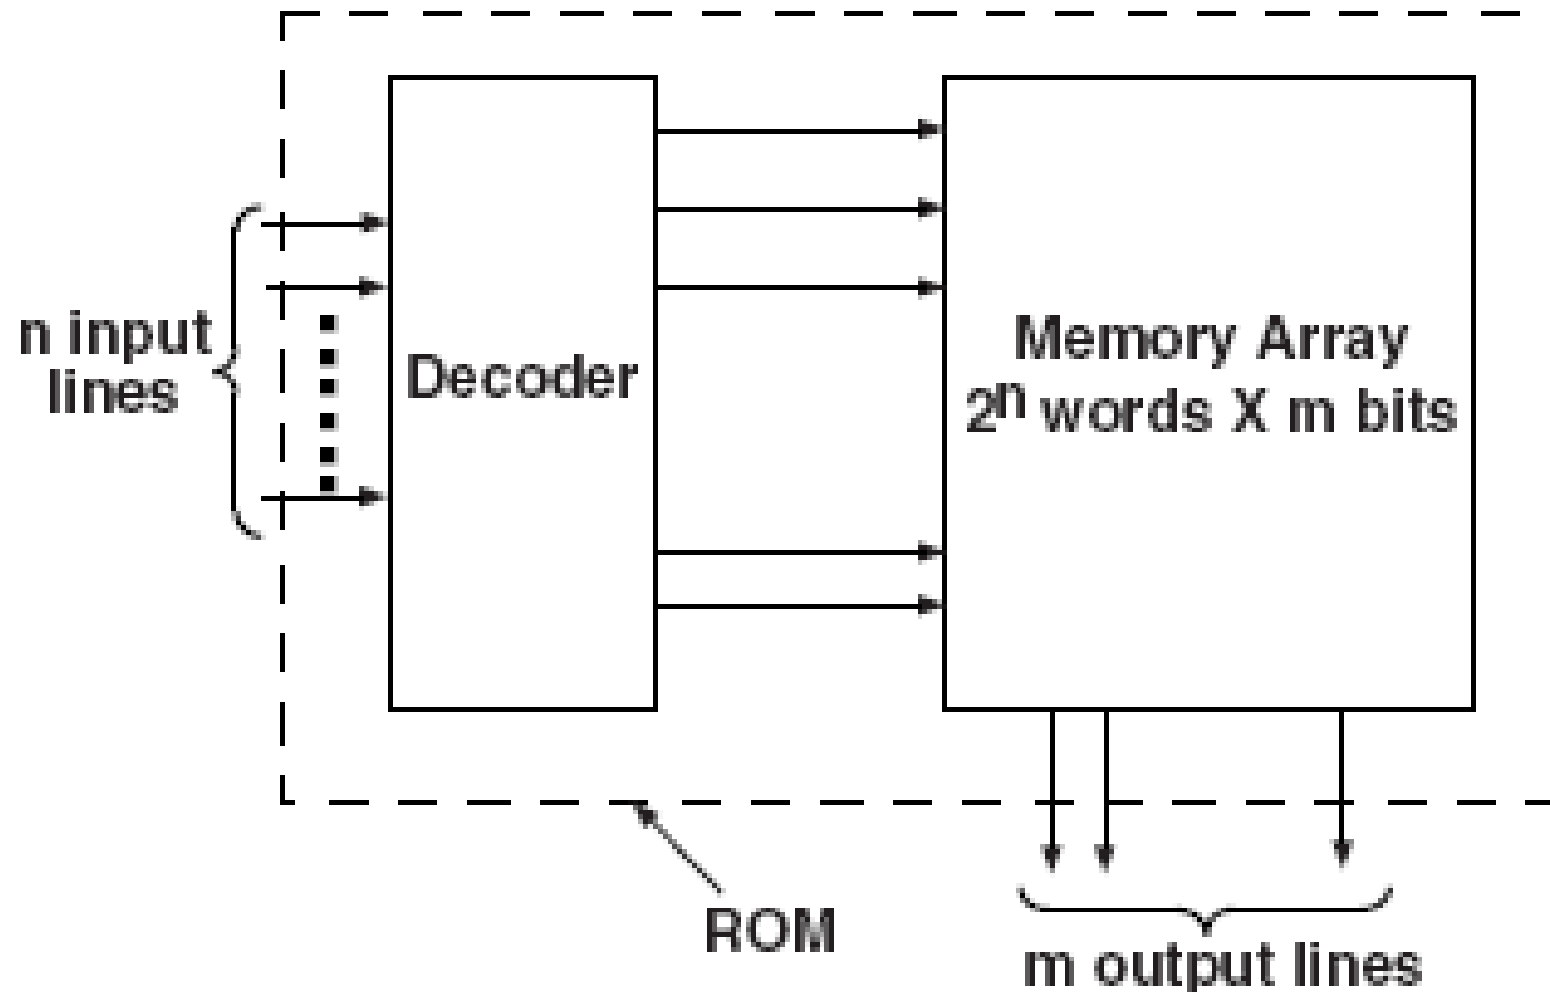 n input
lines
Decoder
Memory Array
2ⁿ words X m bits
ROM
m output lines